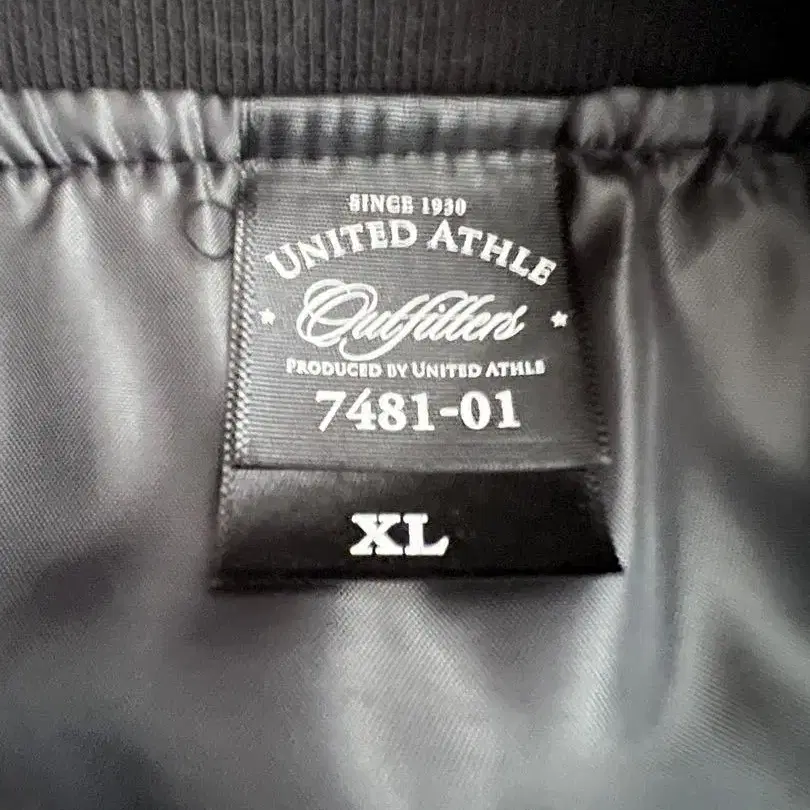 SINCE 1930
UNITED ATHLE
Outfitters
PRODUCED BY UNITED ATHLE
7481-01
XL